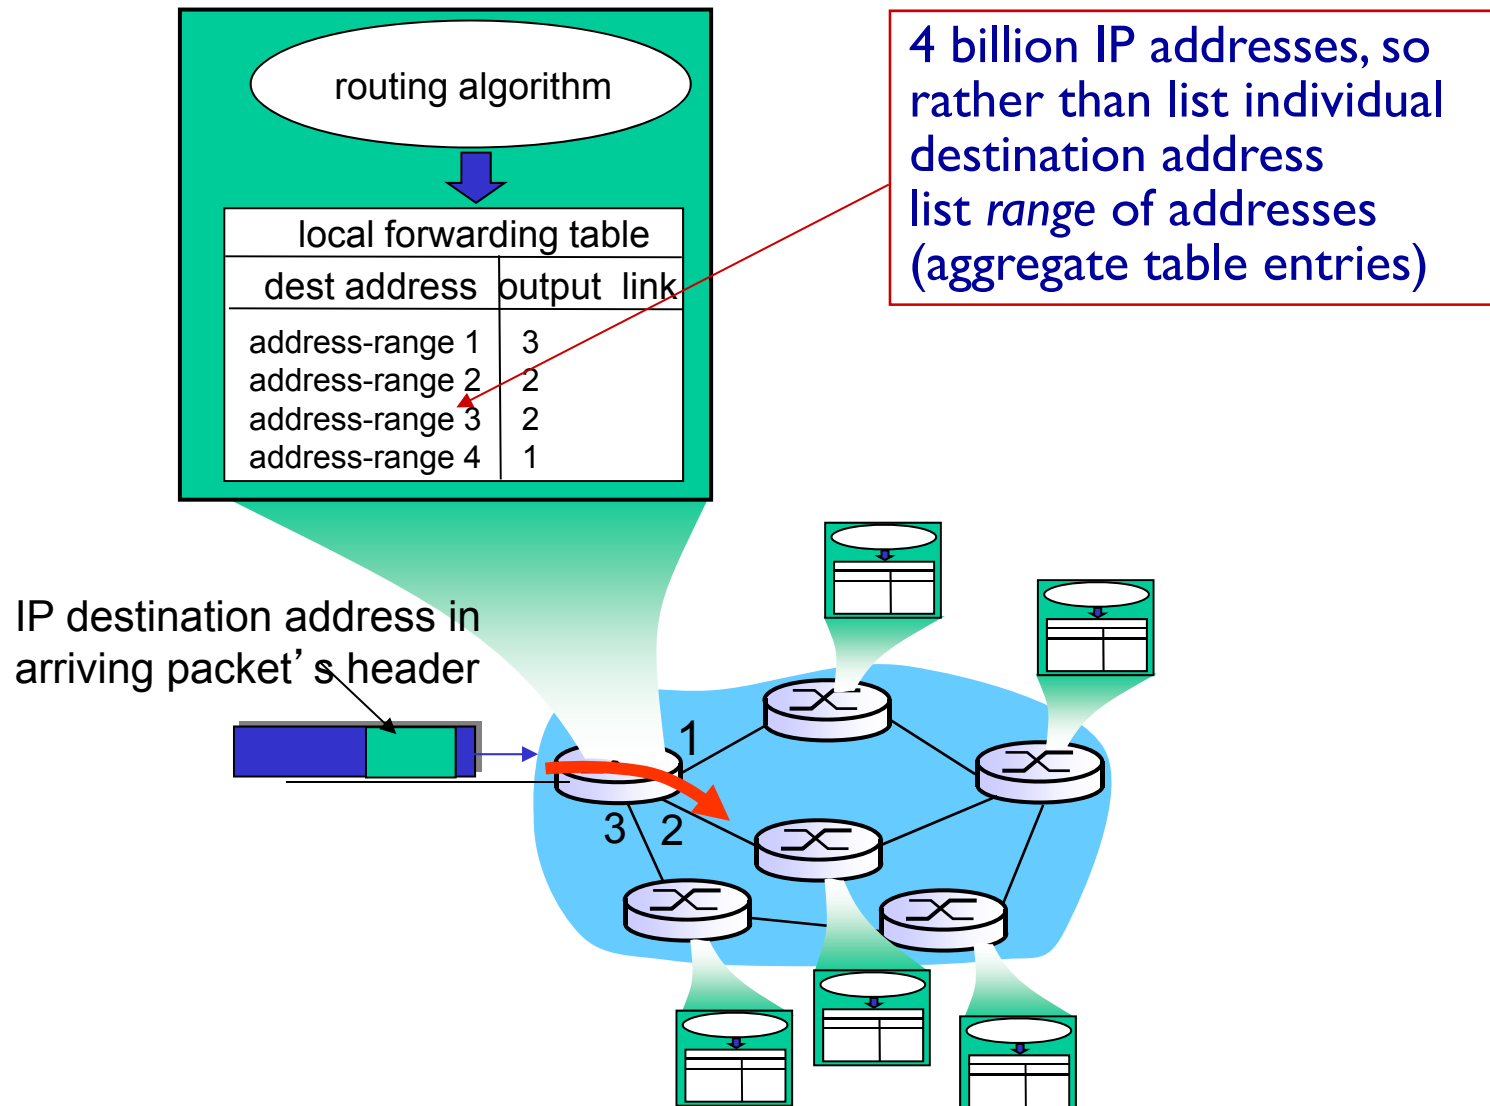 routing algorithm
local forwarding table
dest address output link
address-range 1 3
address-range 2 2
address-range 3 2
address-range 4 1
4 billion IP addresses, so
rather than list individual
destination address
list range of addresses
(aggregate table entries)
IP destination address in
arriving packet’s header
1
3 2